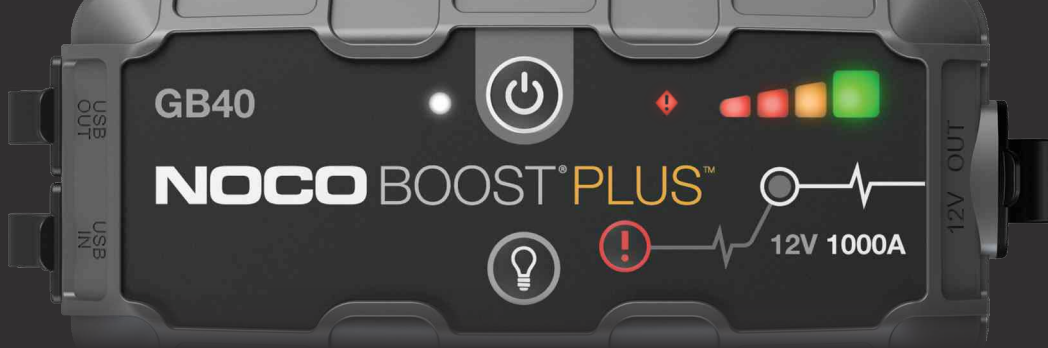 GB40
USB OUT
NOCO BOOST® PLUS™
12V OUT
USB IN
12V 1000A